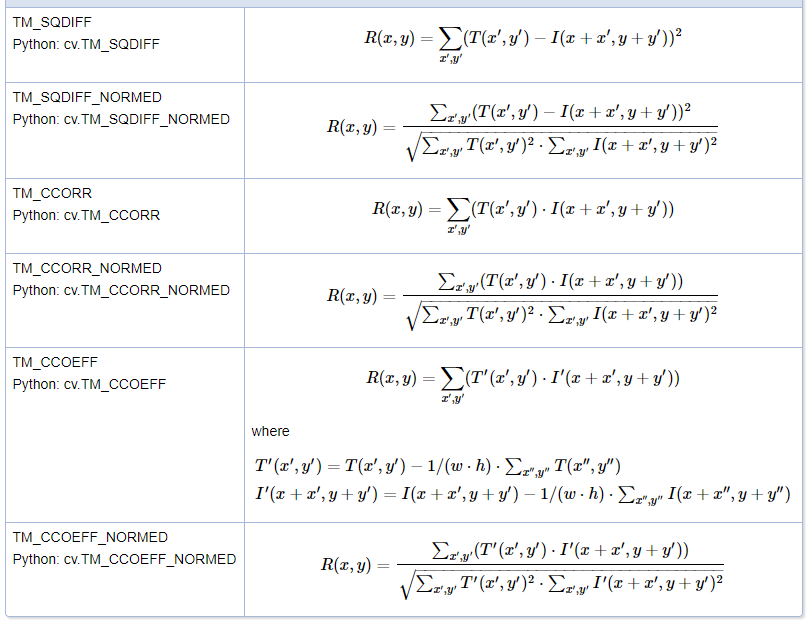 TM_SQDIFF
Python: cv.TM_SQDIFF
R(x, y) = ∑x′,y′ (T(x′, y′) − I(x + x′, y + y′))²
TM_SQDIFF_NORMED
Python: cv.TM_SQDIFF_NORMED
R(x, y) = ∑x′,y′ (T(x′, y′) − I(x + x′, y + y′))² / √(∑x′,y′ T(x′, y′)² · ∑x′,y′ I(x + x′, y + y′)²)
TM_CCORR
Python: cv.TM_CCORR
R(x, y) = ∑x′,y′ (T(x′, y′) · I(x + x′, y + y′))
TM_CCORR_NORMED
Python: cv.TM_CCORR_NORMED
R(x, y) = ∑x′,y′ (T(x′, y′) · I(x + x′, y + y′)) / √(∑x′,y′ T(x′, y′)² · ∑x′,y′ I(x + x′, y + y′)²)
TM_CCOEFF
Python: cv.TM_CCOEFF
R(x, y) = ∑x′,y′ (T′(x′, y′) · I′(x + x′, y + y′))
where
T′(x′, y′) = T(x′, y′) − 1/(w · h) · ∑x″,y″ T(x″, y″)
I′(x + x′, y + y′) = I(x + x′, y + y′) − 1/(w · h) · ∑x″,y″ I(x + x″, y + y″)
TM_CCOEFF_NORMED
Python: cv.TM_CCOEFF_NORMED
R(x, y) = ∑x′,y′ (T′(x′, y′) · I′(x + x′, y + y′)) / √(∑x′,y′ T′(x′, y′)² · ∑x′,y′ I′(x + x′, y + y′)²)